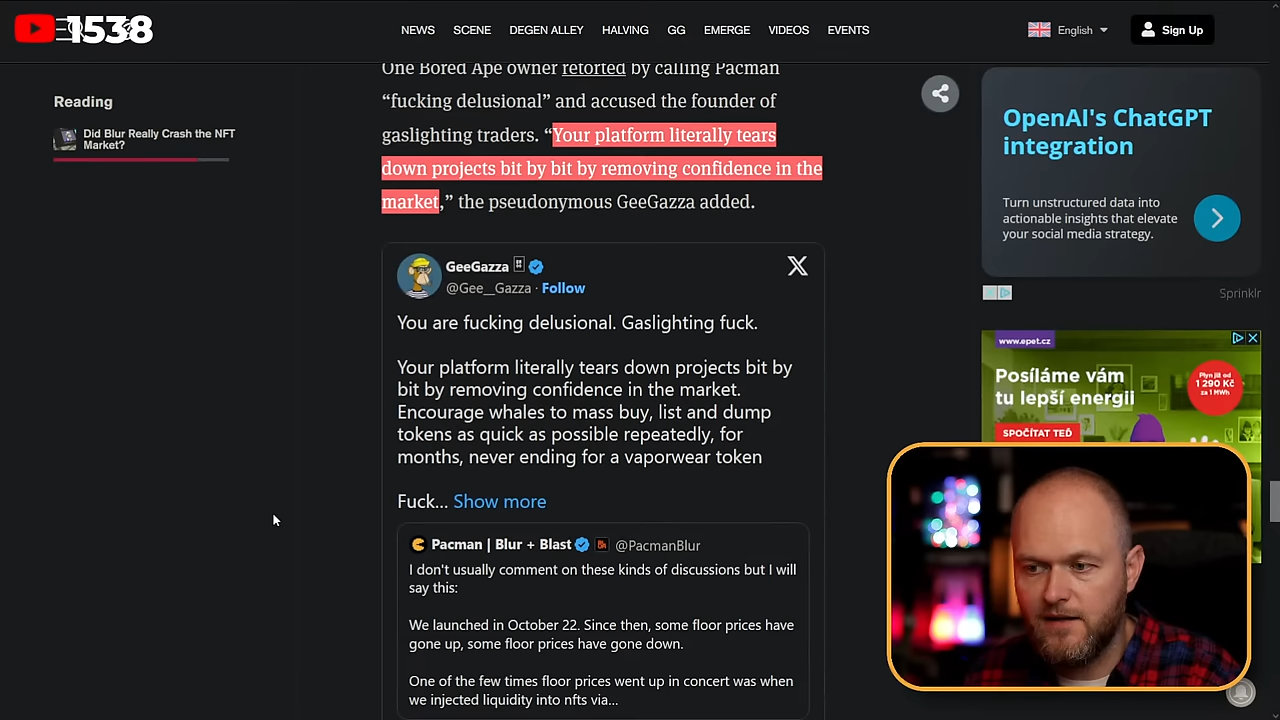 1538
NEWS
SCENE
DEGEN ALLEY
HALVING
GG
EMERGE
VIDEOS
EVENTS
English
Sign Up
Reading
Did Blur Really Crash the NFT
Market?
One Bored Ape owner retorted by calling Pacman
“fucking delusional” and accused the founder of
gaslighting traders. “Your platform literally tears
down projects bit by bit by removing confidence in the
market,” the pseudonymous GeeGazza added.
GeeGazza
@Gee__Gazza · Follow
You are fucking delusional. Gaslighting fuck.
Your platform literally tears down projects bit by
bit by removing confidence in the market.
Encourage whales to mass buy, list and dump
tokens as quick as possible repeatedly, for
months, never ending for a vaporwear token
Fuck... Show more
Pacman | Blur + Blast @PacmanBlur
I don't usually comment on these kinds of discussions but I will
say this:
We launched in October 22. Since then, some floor prices have
gone up, some floor prices have gone down.
One of the few times floor prices went up in concert was when
we injected liquidity into nfts via...
OpenAI's ChatGPT
integration
Turn unstructured data into
actionable insights that elevate
your social media strategy.
Sprinklr
www.epet.cz
Posíláme vám
tu lepší energii
Plyn již od
1 290 Kč
za 1 MWh
SPOČÍTAT TEĎ